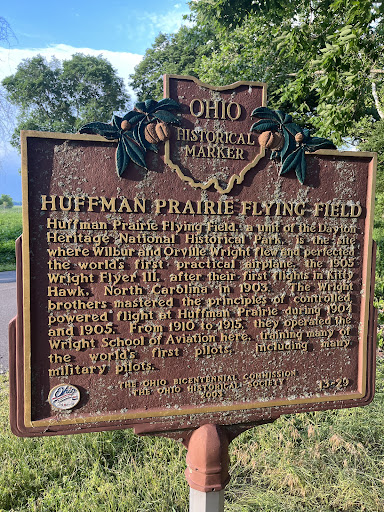 OHIO
HISTORICAL
MARKER
HUFFMAN PRAIRIE FLYING FIELD
Huffman Prairie Flying Field, a unit of the Dayton
Heritage National Historical Park, is the site
where Wilbur and Orville Wright flew and perfected
the world's first practical airplane, the 1905
Wright Flyer III, after their first flights in Kitty
Hawk, North Carolina in 1903. The Wright
brothers mastered the principles of controlled,
powered flight at Huffman Prairie during 1904
and 1905. From 1910 to 1915, they operated the
Wright School of Aviation here, training many of
the world's first pilots, including many
military pilots.
THE OHIO BICENTENNIAL COMMISSION
THE OHIO HISTORICAL SOCIETY
13-29
Ohio